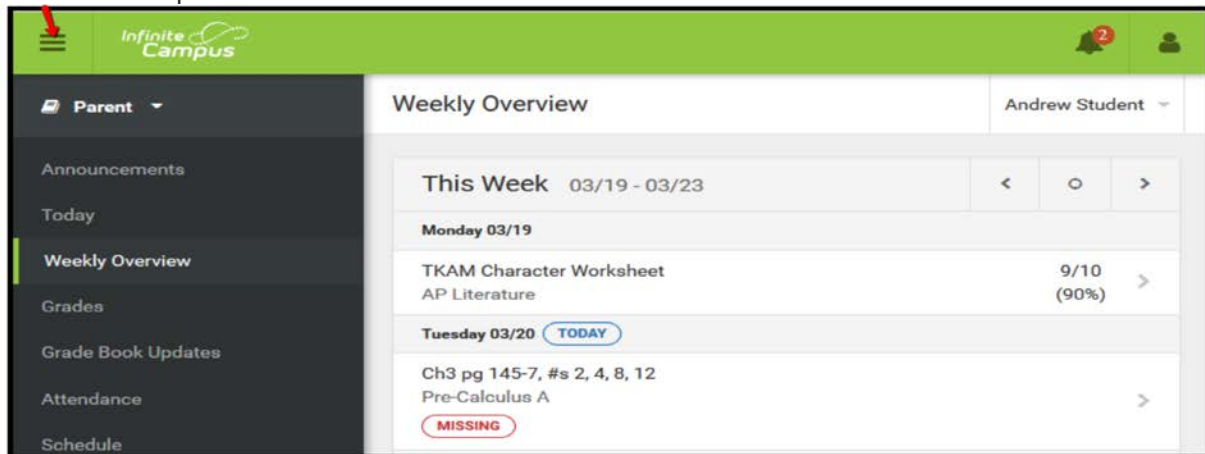 Infinite
Campus
2
Parent
Weekly Overview
Andrew Student
Announcements
Today
Weekly Overview
Grades
Grade Book Updates
Attendance
Schedule
This Week 03/19 - 03/23
Monday 03/19
TKAM Character Worksheet
9/10
AP Literature
(90%)
Tuesday 03/20 TODAY
Ch3 pg 145-7, #s 2, 4, 8, 12
Pre-Calculus A
MISSING